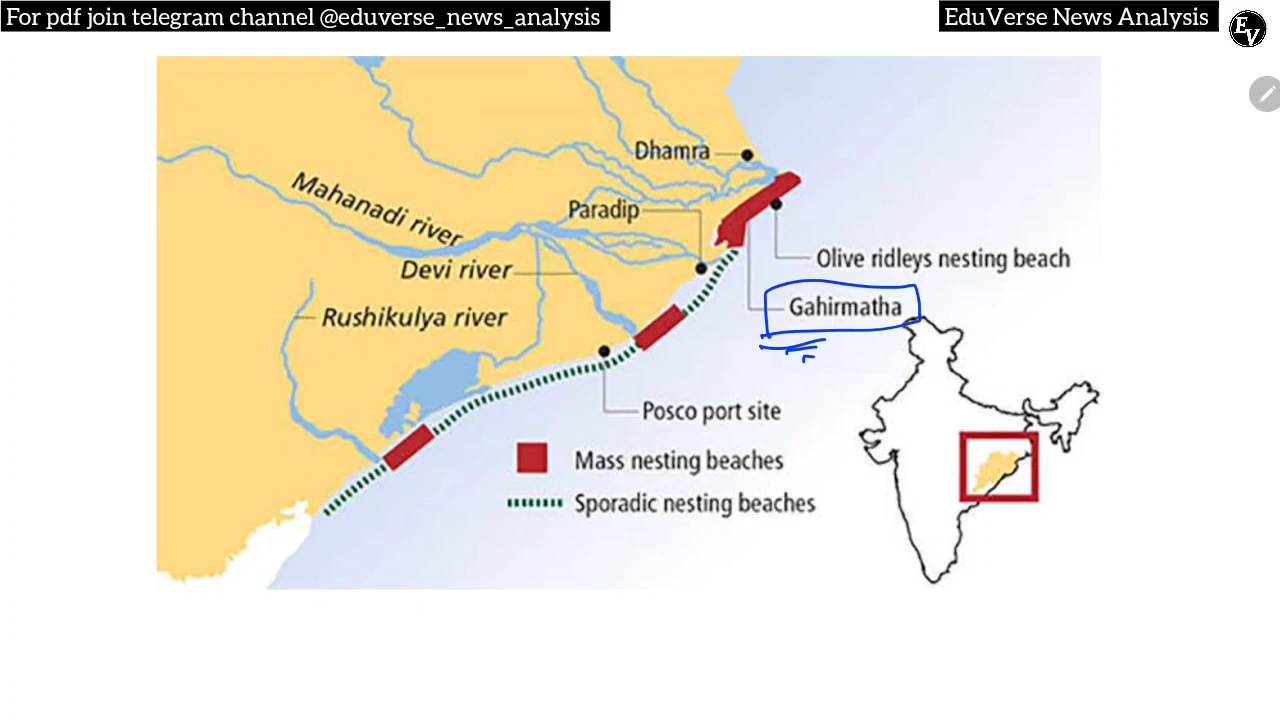 For pdf join telegram channel @eduverse_news_analysis
EduVerse News Analysis
EV
Dhamra
Mahanadi river
Paradip
Olive ridleys nesting beach
Devi river
Gahirmatha
Rushikulya river
Posco port site
Mass nesting beaches
Sporadic nesting beaches